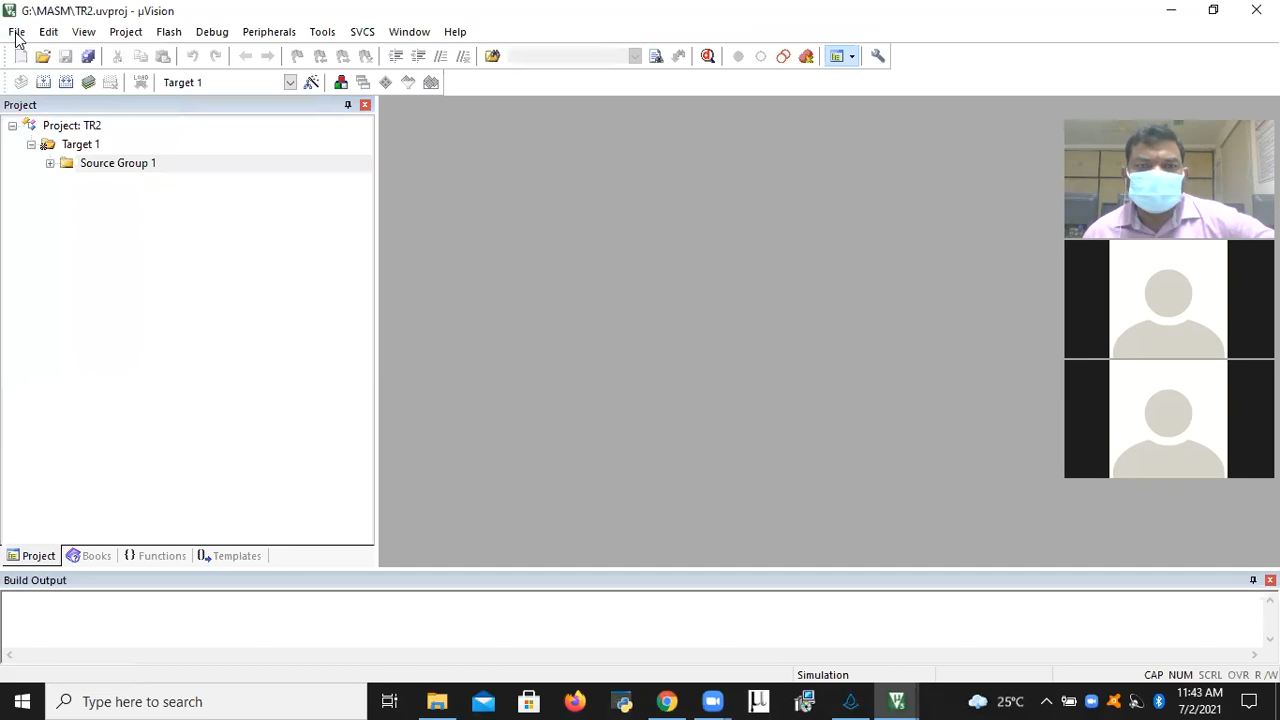 G:\MASM\TR2.uvproj - µVision
File Edit View Project Flash Debug Peripherals Tools SVCS Window Help
LOAD Target 1
Project
Project: TR2
Target 1
Source Group 1
Project Books {} Functions Templates
Build Output
Simulation CAP NUM SCRL OVR R/W
Type here to search
25°C
11:43 AM
7/2/2021